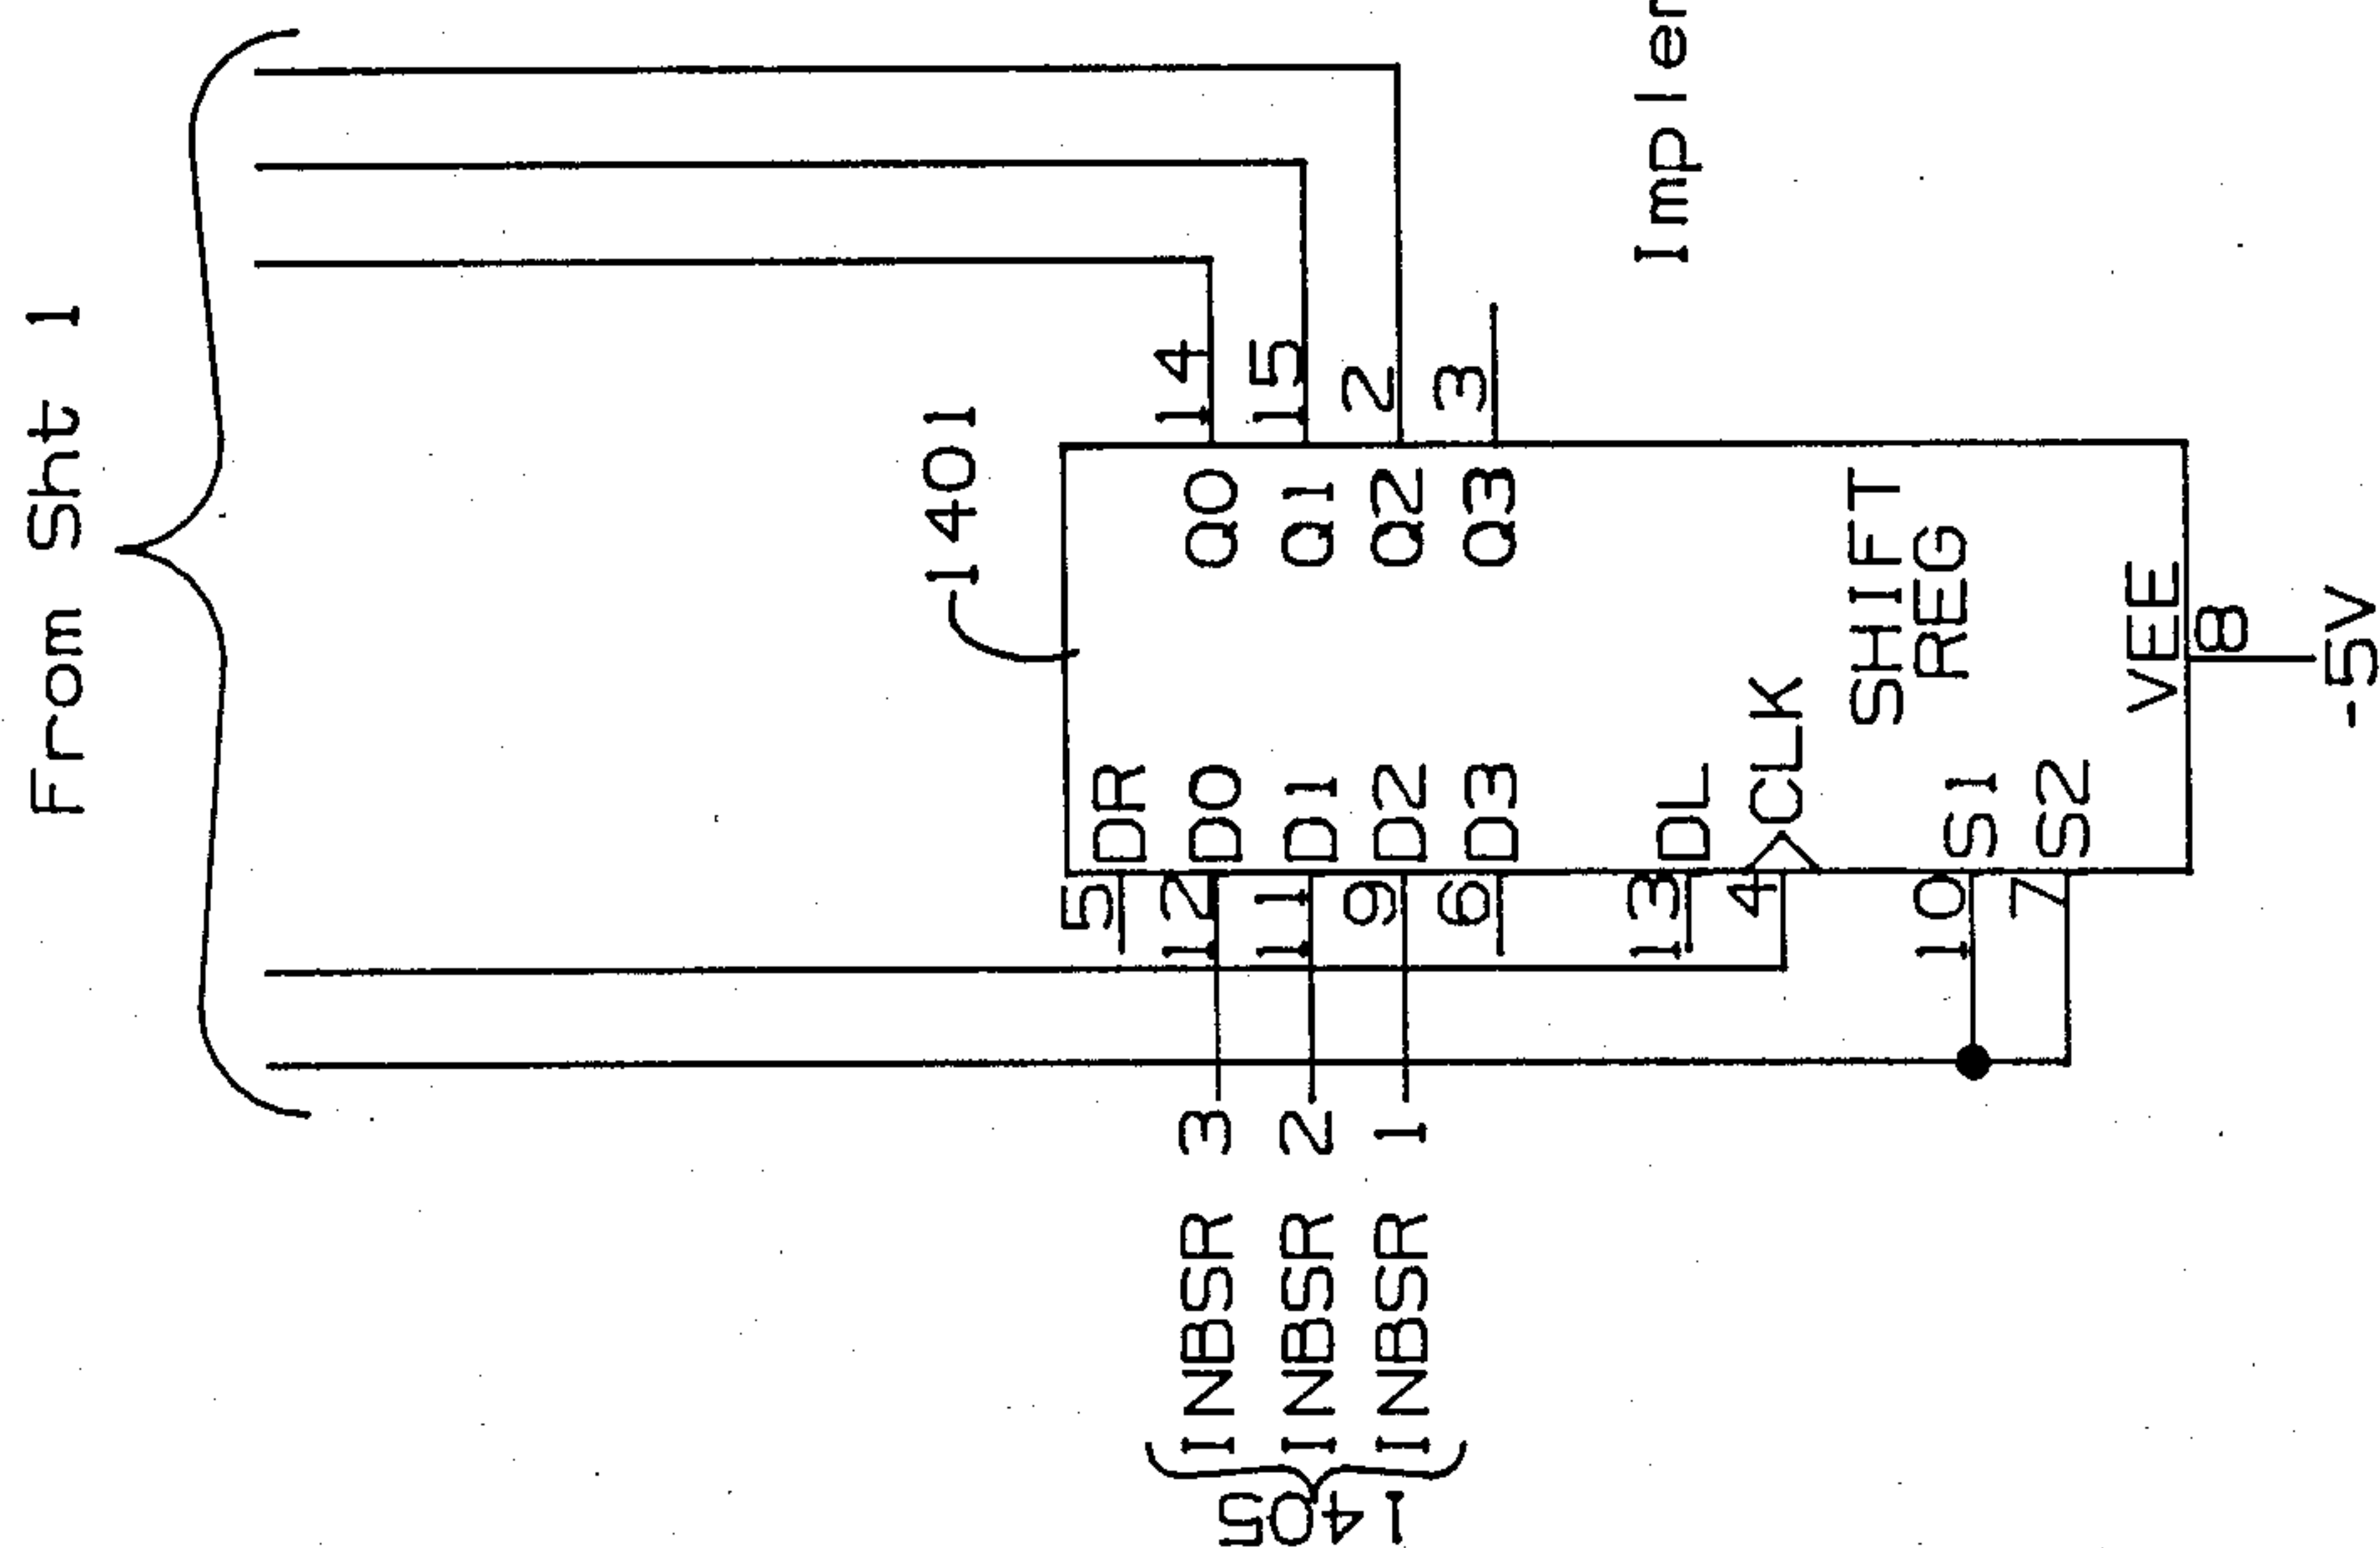 From Sht 1
1401
DR
D0
D1
D2
D3
DL
CLK
S1
S2
Q0
Q1
Q2
Q3
SHIFT
REG
VEE
5
12
11
9
6
13
4
10
7
14
15
2
3
8
-5V
INBSR 3
INBSR 2
INBSR 1
1405